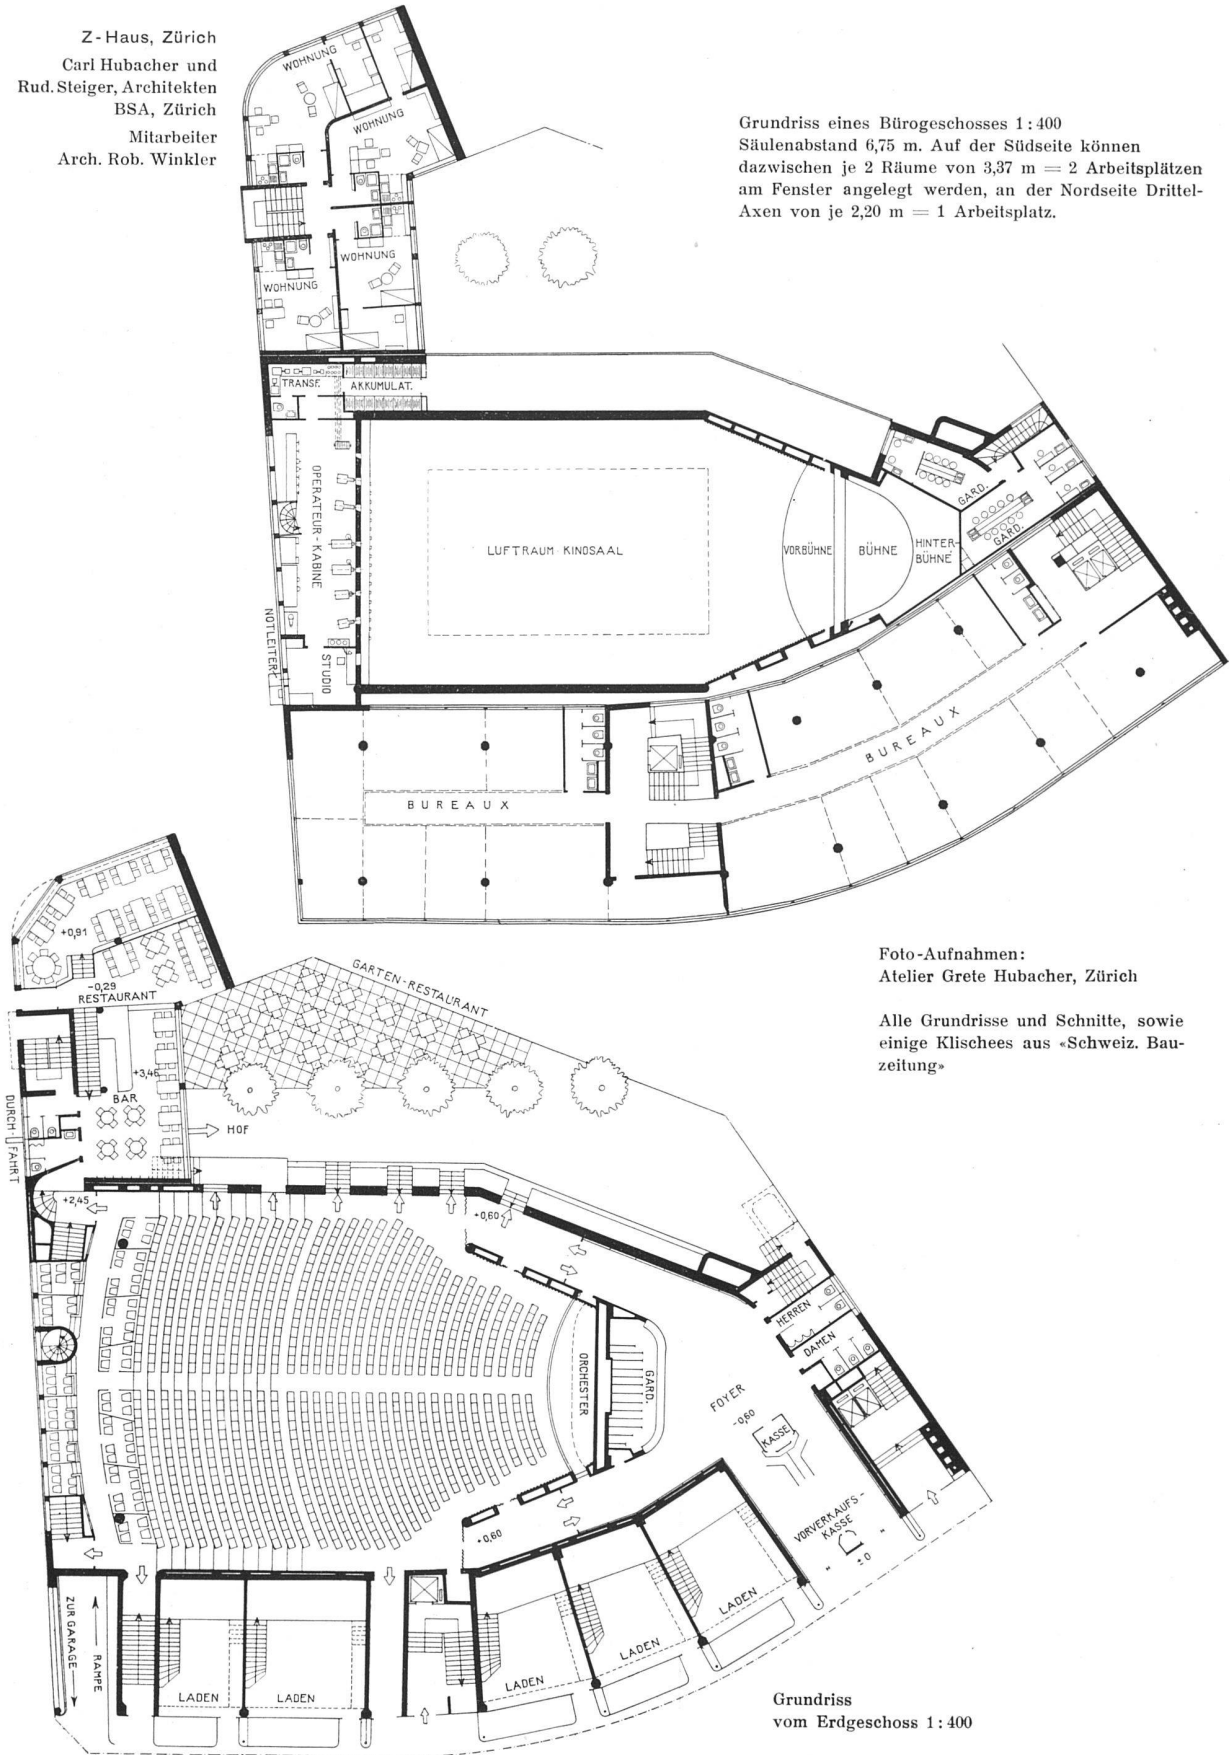 Z-Haus, Zürich
Carl Hubacher und
Rud. Steiger, Architekten
BSA, Zürich
Mitarbeiter
Arch. Rob. Winkler
Grundriss eines Bürogeschosses 1:400
Säulenabstand 6,75 m. Auf der Südseite können
dazwischen je 2 Räume von 3,37 m = 2 Arbeitsplätzen
am Fenster angelegt werden, an der Nordseite Drittel-
Axen von je 2,20 m = 1 Arbeitsplatz.
WOHNUNG
WOHNUNG
WOHNUNG
WOHNUNG
TRANSF.
AKKUMULAT.
OPERATEUR-KABINE
NOTLEITER
STUDIO
LUFTRAUM KINOSAAL
VORBÜHNE
BÜHNE
HINTER-
BÜHNE
GARD.
GARD.
BUREAUX
BUREAUX
Foto-Aufnahmen:
Atelier Grete Hubacher, Zürich
Alle Grundrisse und Schnitte, sowie
einige Klischees aus «Schweiz. Bau-
zeitung»
+0,91
-0,29
RESTAURANT
GARTEN-RESTAURANT
+3,46
BAR
HOF
DURCH-
FAHRT
+2,45
+0,60
ORCHESTER
GARD.
HERREN
DAMEN
FOYER
-0,60
KASSE
VORVERKAUFS-
KASSE
±0
+0,60
ZUR GARAGE
RAMPE
LADEN
LADEN
LADEN
LADEN
LADEN
Grundriss
vom Erdgeschoss 1:400